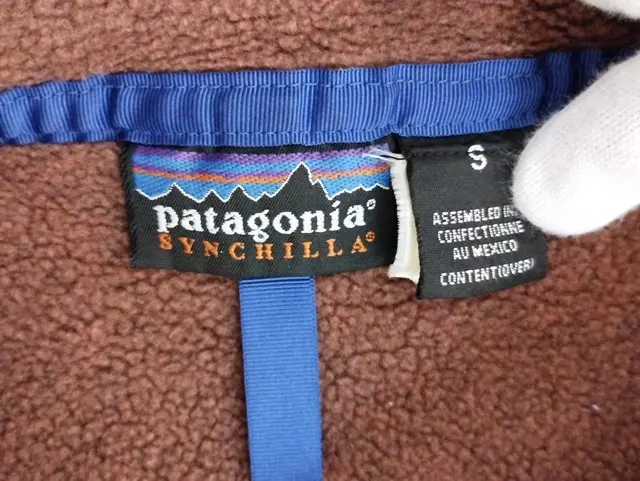 patagonia®
SYNCHILLA®
S
ASSEMBLED IN
CONFECTIONNE
AU MEXICO
CONTENT(OVER)